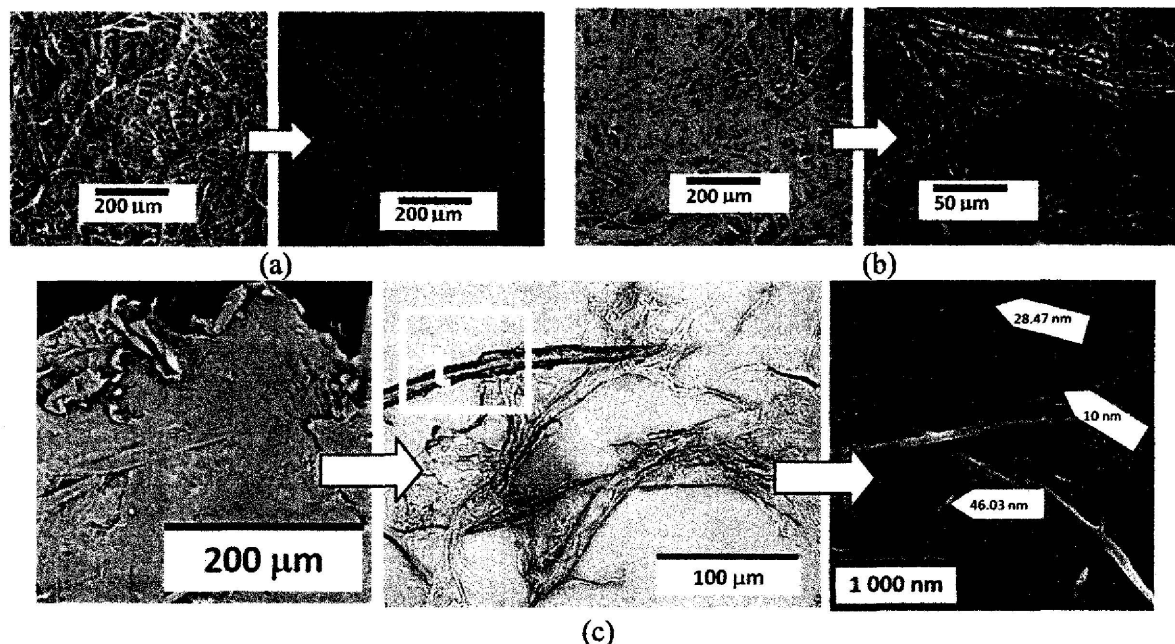 200 µm
200 µm
200 µm
50 µm
(a)
(b)
28.47 nm
10 nm
46.03 nm
200 µm
100 µm
1 000 nm
(c)